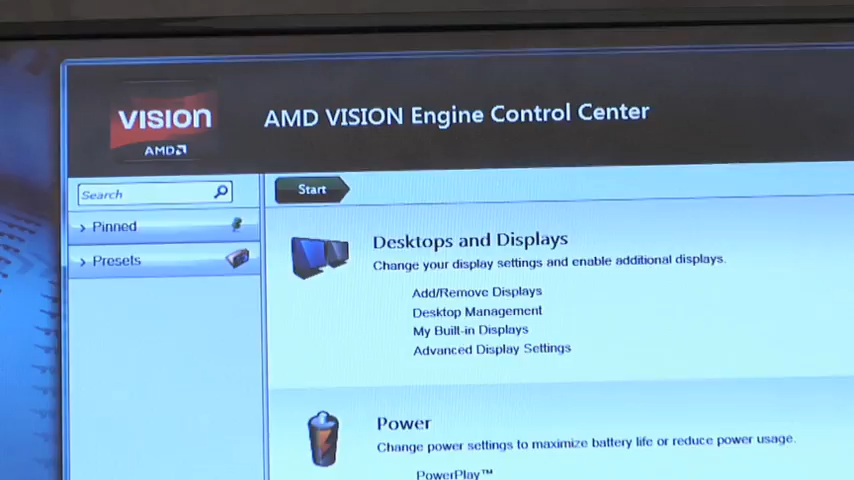 VISION
AMD
AMD VISION Engine Control Center
Search
Start
Pinned
Presets
Desktops and Displays
Change your display settings and enable additional displays.
Add/Remove Displays
Desktop Management
My Built-in Displays
Advanced Display Settings
Power
Change power settings to maximize battery life or reduce power usage.
PowerPlay™